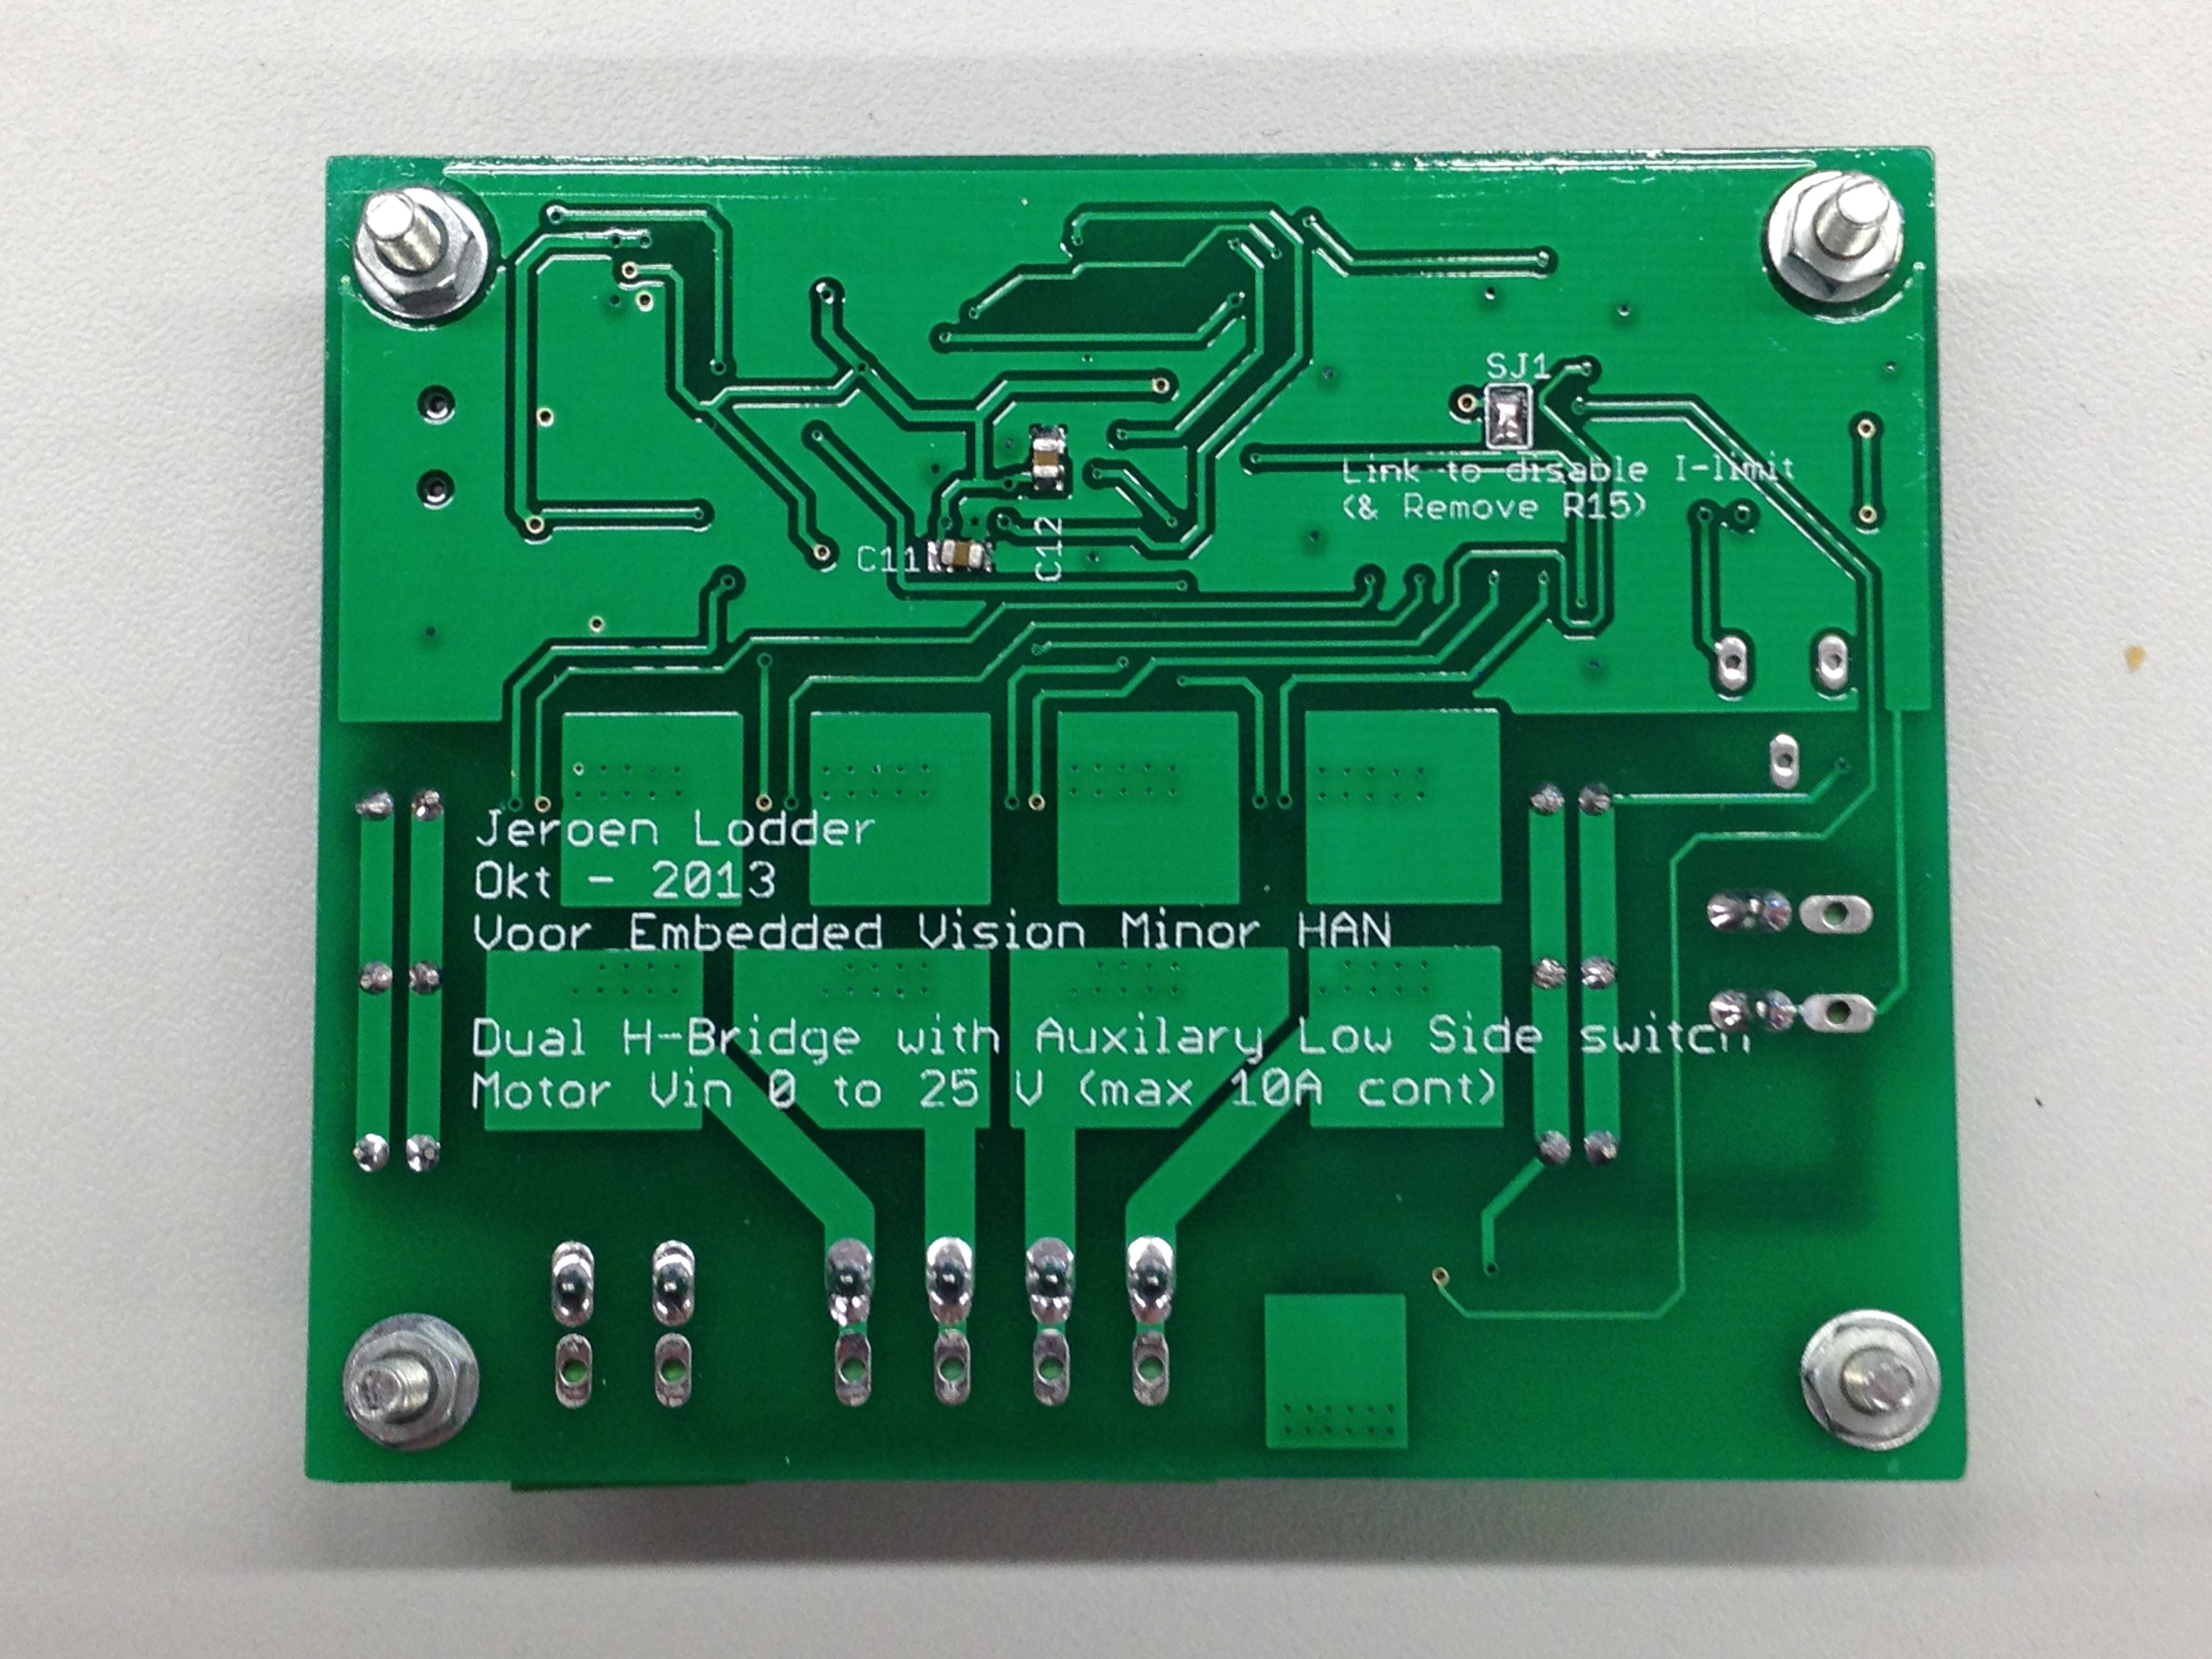 SJ1
Link to disable I-limit
(& Remove R15)
C11
C12
Jeroen Lodder
Okt - 2013
Voor Embedded Vision Minor HAN
Dual H-Bridge with Auxilary Low Side switch
Motor Vin 0 to 25 V (max 10A cont)